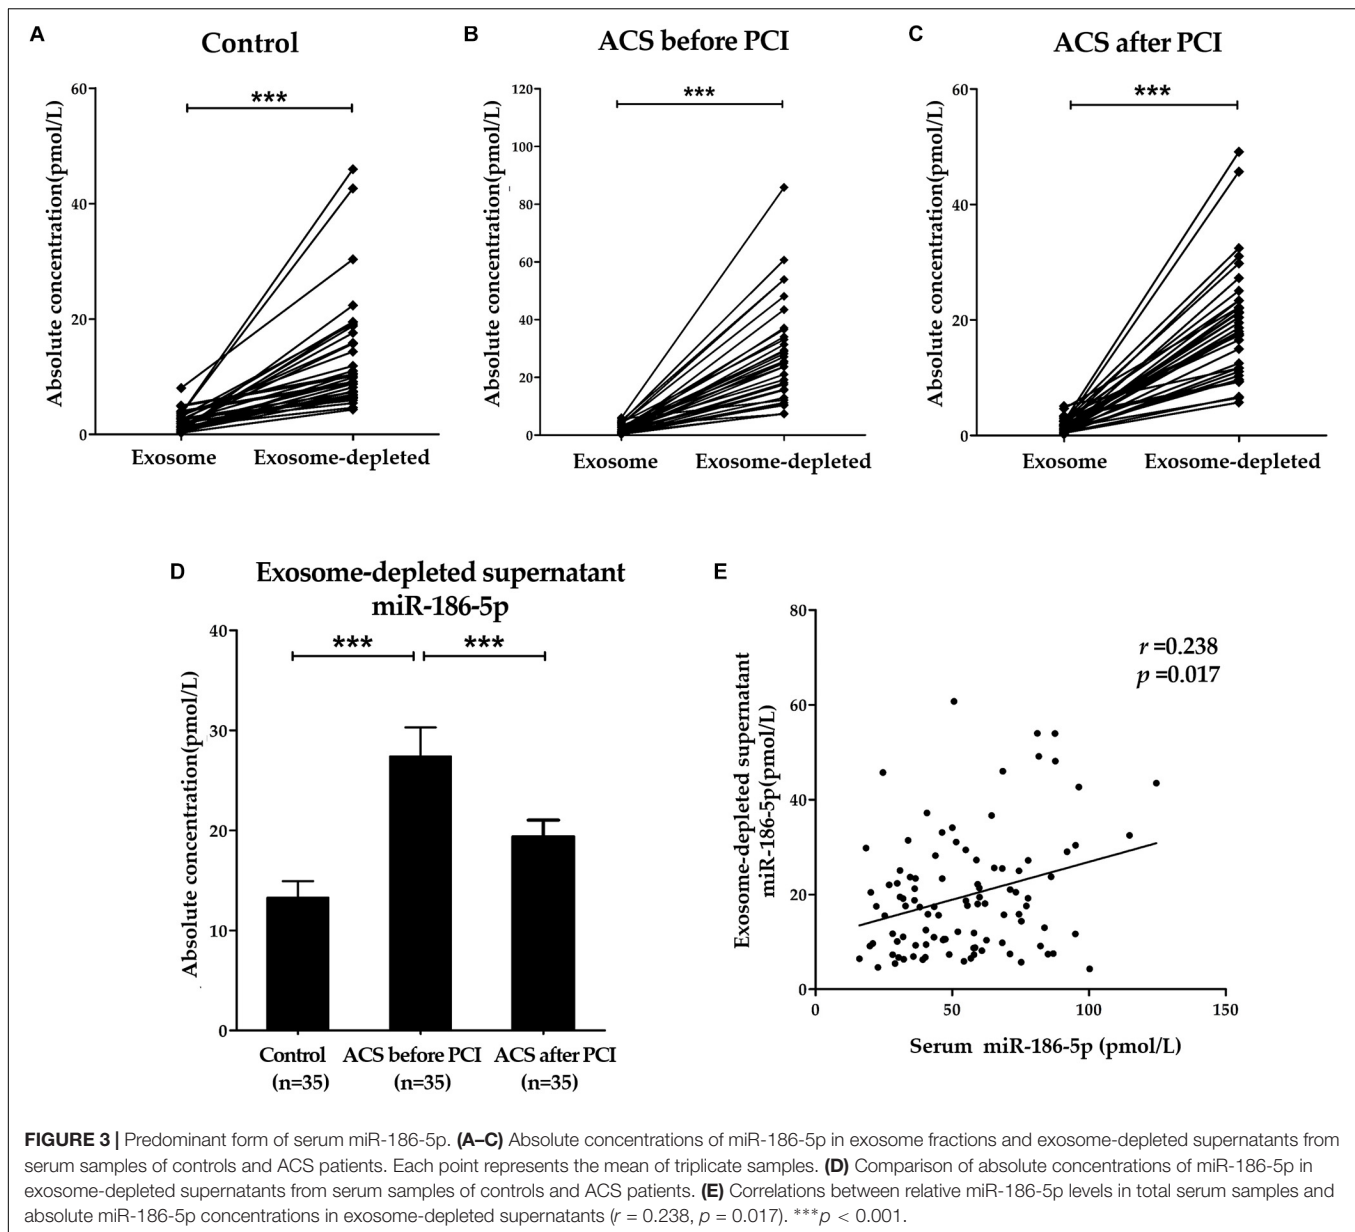 A
Control
Absolute concentration(pmol/L)
60
40
20
0
***
Exosome
Exosome-depleted
B
ACS before PCI
Absolute concentration(pmol/L)
120
100
80
60
40
20
0
***
Exosome
Exosome-depleted
C
ACS after PCI
Absolute concentration(pmol/L)
60
40
20
0
***
Exosome
Exosome-depleted
D
Exosome-depleted supernatant
miR-186-5p
Absolute concentration(pmol/L)
40
30
20
10
0
***
***
Control
(n=35)
ACS before PCI
(n=35)
ACS after PCI
(n=35)
E
Exosome-depleted supernatant
miR-186-5p(pmol/L)
80
60
40
20
0
r =0.238
p =0.017
0
50
100
150
Serum miR-186-5p (pmol/L)
FIGURE 3 | Predominant form of serum miR-186-5p. (A–C) Absolute concentrations of miR-186-5p in exosome fractions and exosome-depleted supernatants from
serum samples of controls and ACS patients. Each point represents the mean of triplicate samples. (D) Comparison of absolute concentrations of miR-186-5p in
exosome-depleted supernatants from serum samples of controls and ACS patients. (E) Correlations between relative miR-186-5p levels in total serum samples and
absolute miR-186-5p concentrations in exosome-depleted supernatants (r = 0.238, p = 0.017). ***p < 0.001.